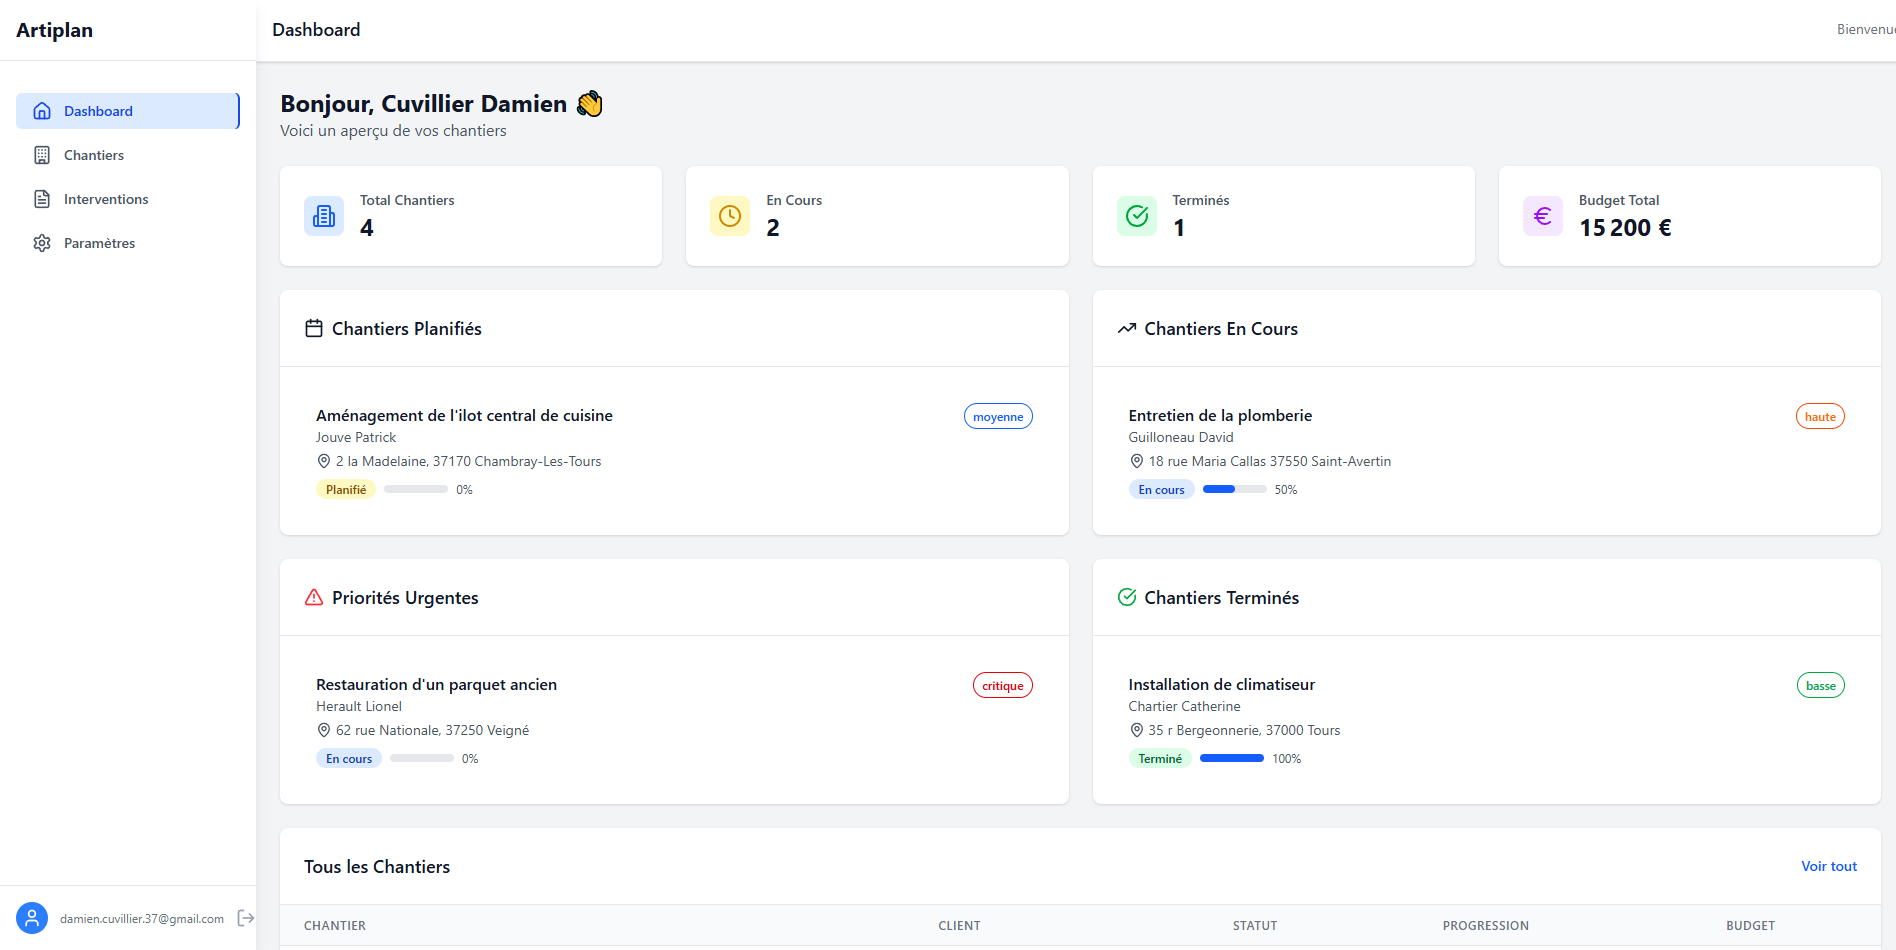 Artiplan
Dashboard
Chantiers
Interventions
Paramètres
damien.cuvillier.37@gmail.com
Dashboard
Bienvenue
Bonjour, Cuvillier Damien 👋
Voici un aperçu de vos chantiers
Total Chantiers
4
En Cours
2
Terminés
1
Budget Total
15 200 €
Chantiers Planifiés
Aménagement de l'ilot central de cuisine
moyenne
Jouve Patrick
2 la Madelaine, 37170 Chambray-Les-Tours
Planifié 0%
Chantiers En Cours
Entretien de la plomberie
haute
Guilloneau David
18 rue Maria Callas 37550 Saint-Avertin
En cours 50%
Priorités Urgentes
Restauration d'un parquet ancien
critique
Herault Lionel
62 rue Nationale, 37250 Veigné
En cours 0%
Chantiers Terminés
Installation de climatiseur
basse
Chartier Catherine
35 r Bergeonnerie, 37000 Tours
Terminé 100%
Tous les Chantiers
Voir tout
CHANTIER CLIENT STATUT PROGRESSION BUDGET